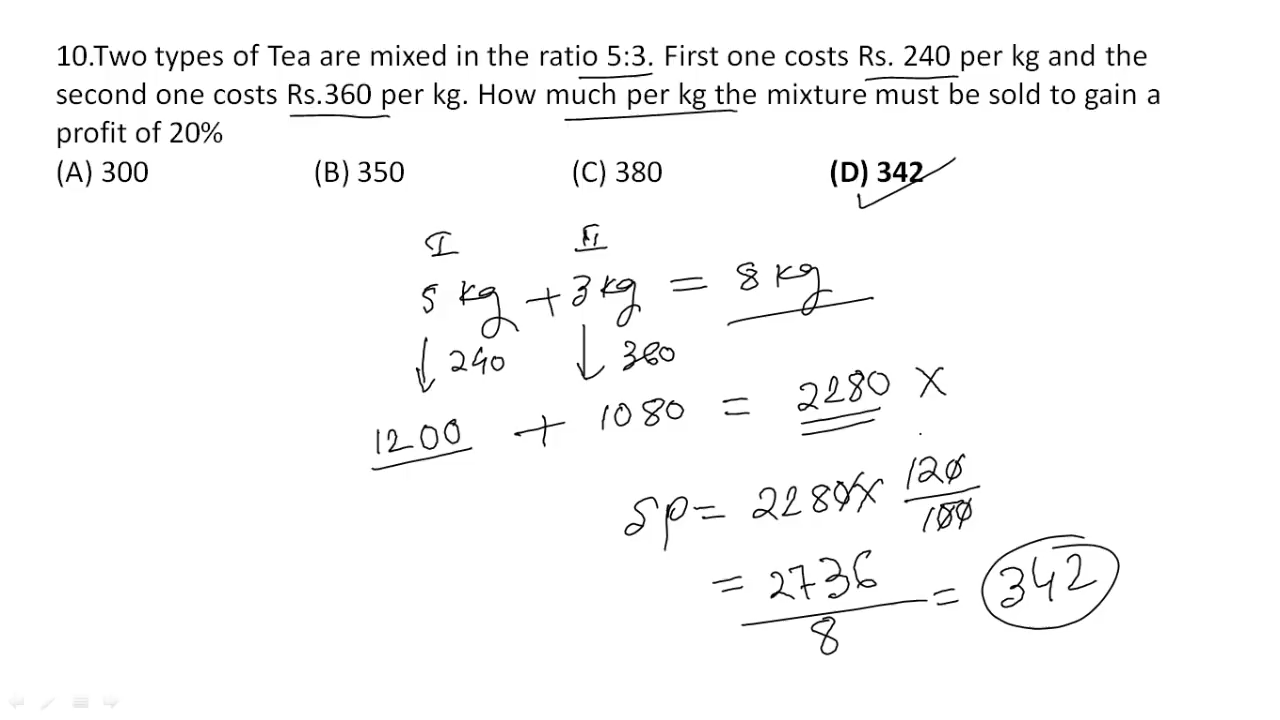 10.Two types of Tea are mixed in the ratio 5:3. First one costs Rs. 240 per kg and the
second one costs Rs.360 per kg. How much per kg the mixture must be sold to gain a
profit of 20%
(A) 300 (B) 350 (C) 380 (D) 342
I II
5 kg + 3 kg = 8 kg
240 360
1200 + 1080 = 2280 X
SP = 2280 X 120
100
= 2736 = 342
8